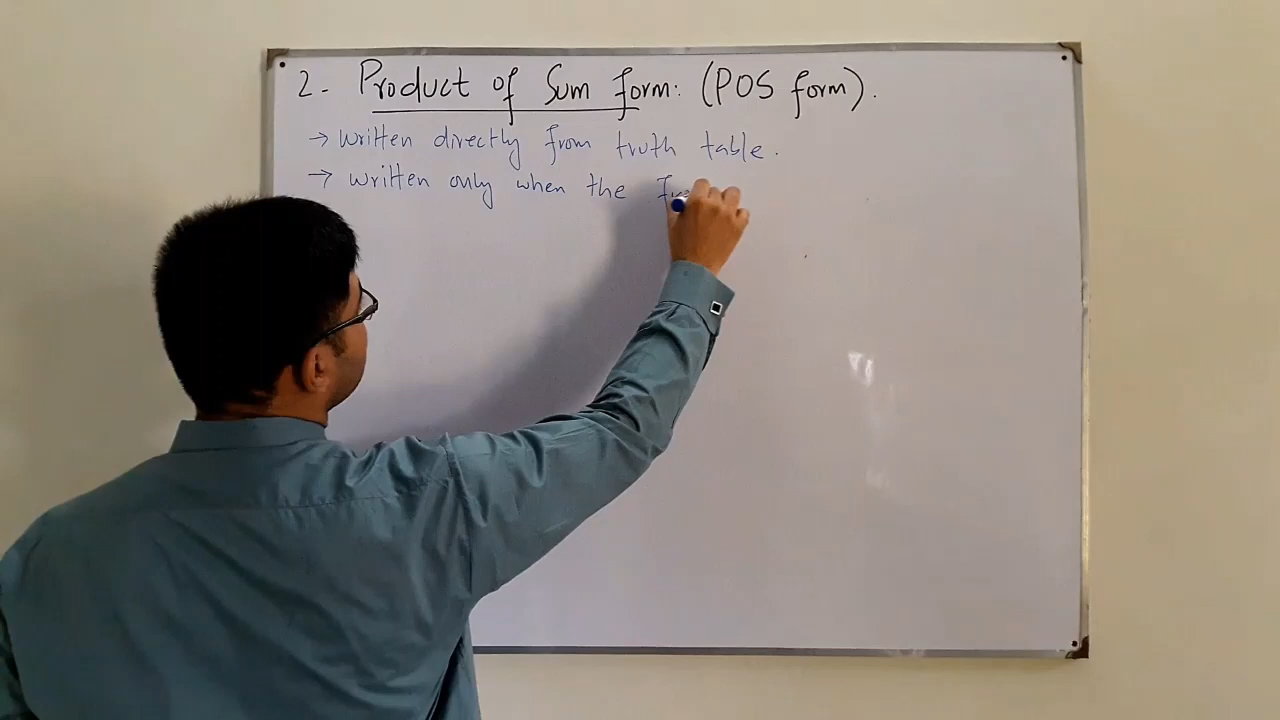 2. Product of Sum form: (POS form).
→ Written directly from truth table.
→ Written only when the